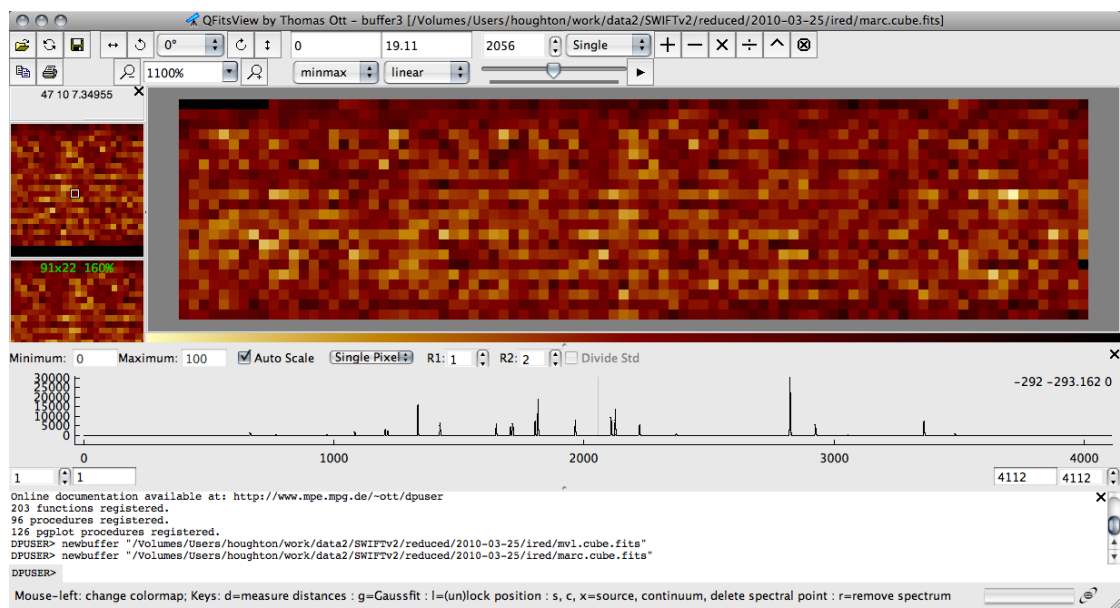 QFitsView by Thomas Ott - buffer3 [/Volumes/Users/houghton/work/data2/SWIFTv2/reduced/2010-03-25/ired/marc.cube.fits]
0° 0 19.11 2056 Single
1100% minmax linear
47 10 7.34955
91x22 160%
Minimum: 0 Maximum: 100 Auto Scale Single Pixel R1: 1 R2: 2 Divide Std
-292 -293.162 0
30000
25000
20000
15000
10000
5000
0
0 1000 2000 3000 4000
1 1 4112 4112
Online documentation available at: http://www.mpe.mpg.de/~ott/dpuser
203 functions registered.
96 procedures registered.
126 pgplot procedures registered.
DPUSER> newbuffer "/Volumes/Users/houghton/work/data2/SWIFTv2/reduced/2010-03-25/ired/mvl.cube.fits"
DPUSER> newbuffer "/Volumes/Users/houghton/work/data2/SWIFTv2/reduced/2010-03-25/ired/marc.cube.fits"
DPUSER>
Mouse-left: change colormap; Keys: d=measure distances : g=Gaussfit : l=(un)lock position : s, c, x=source, continuum, delete spectral point : r=remove spectrum